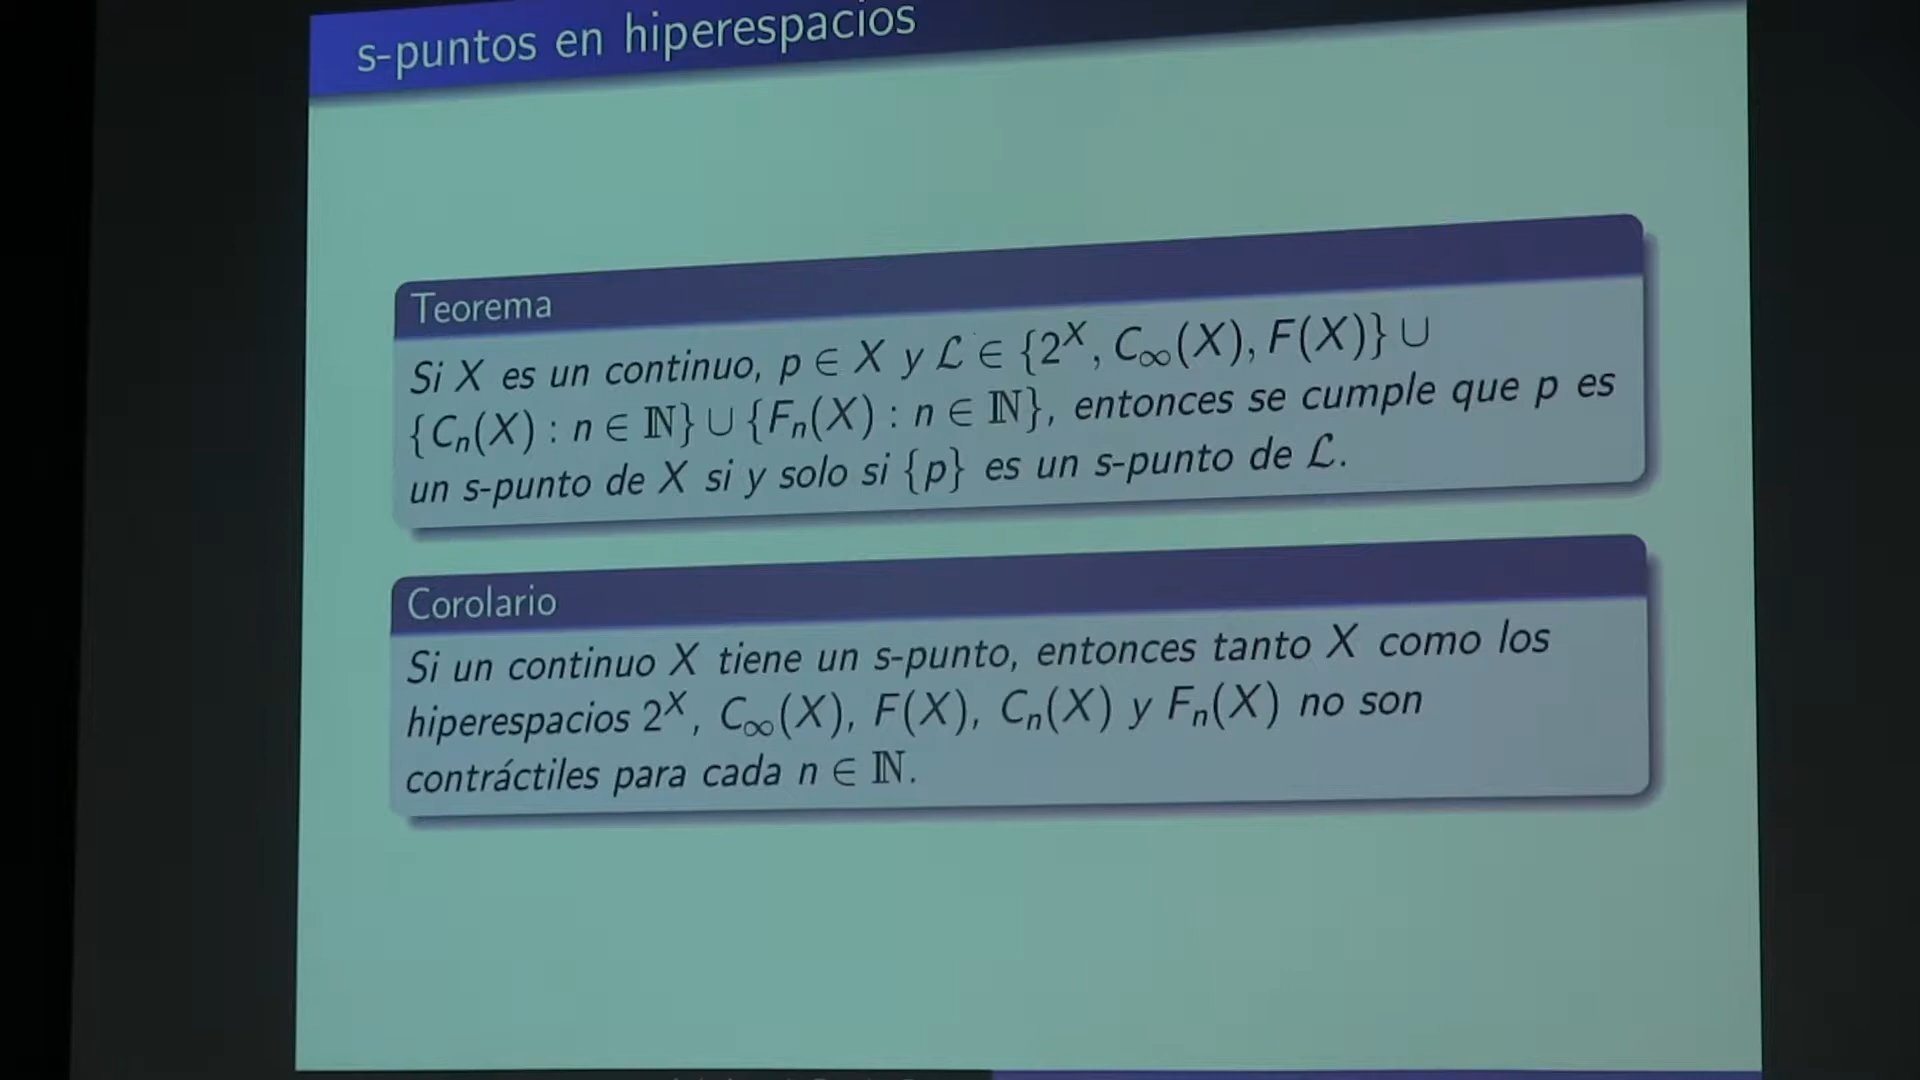 s-puntos en hiperespacios
Teorema
Si X es un continuo, p ∈ X y ℒ ∈ {2^X, C_∞(X), F(X)} ∪
{C_n(X) : n ∈ ℕ} ∪ {F_n(X) : n ∈ ℕ}, entonces se cumple que p es
un s-punto de X si y solo si {p} es un s-punto de ℒ.
Corolario
Si un continuo X tiene un s-punto, entonces tanto X como los
hiperespacios 2^X, C_∞(X), F(X), C_n(X) y F_n(X) no son
contráctiles para cada n ∈ ℕ.